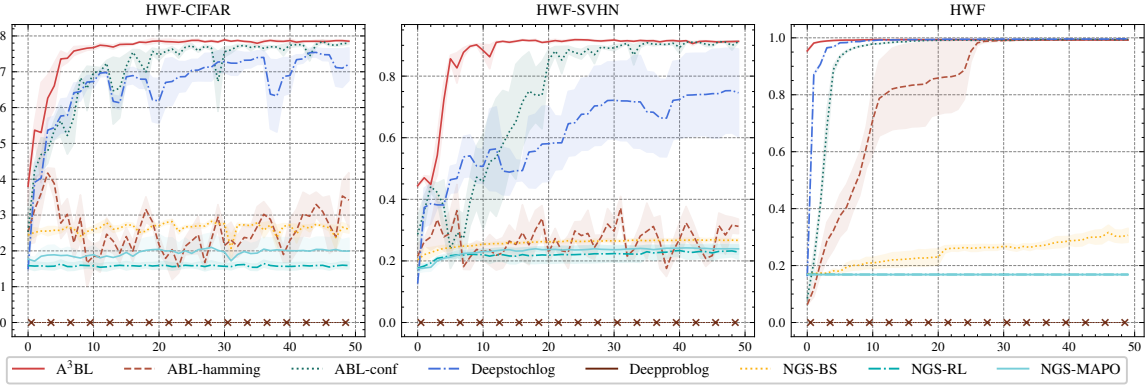 HWF-CIFAR
HWF-SVHN
HWF
8
7
6
5
4
3
2
1
0
0 10 20 30 40 50
0.8
0.6
0.4
0.2
0.0
0 10 20 30 40 50
1.0
0.8
0.6
0.4
0.2
0.0
0 10 20 30 40 50
A³BL ABL-hamming ABL-conf Deepstochlog Deepproblog NGS-BS NGS-RL NGS-MAPO